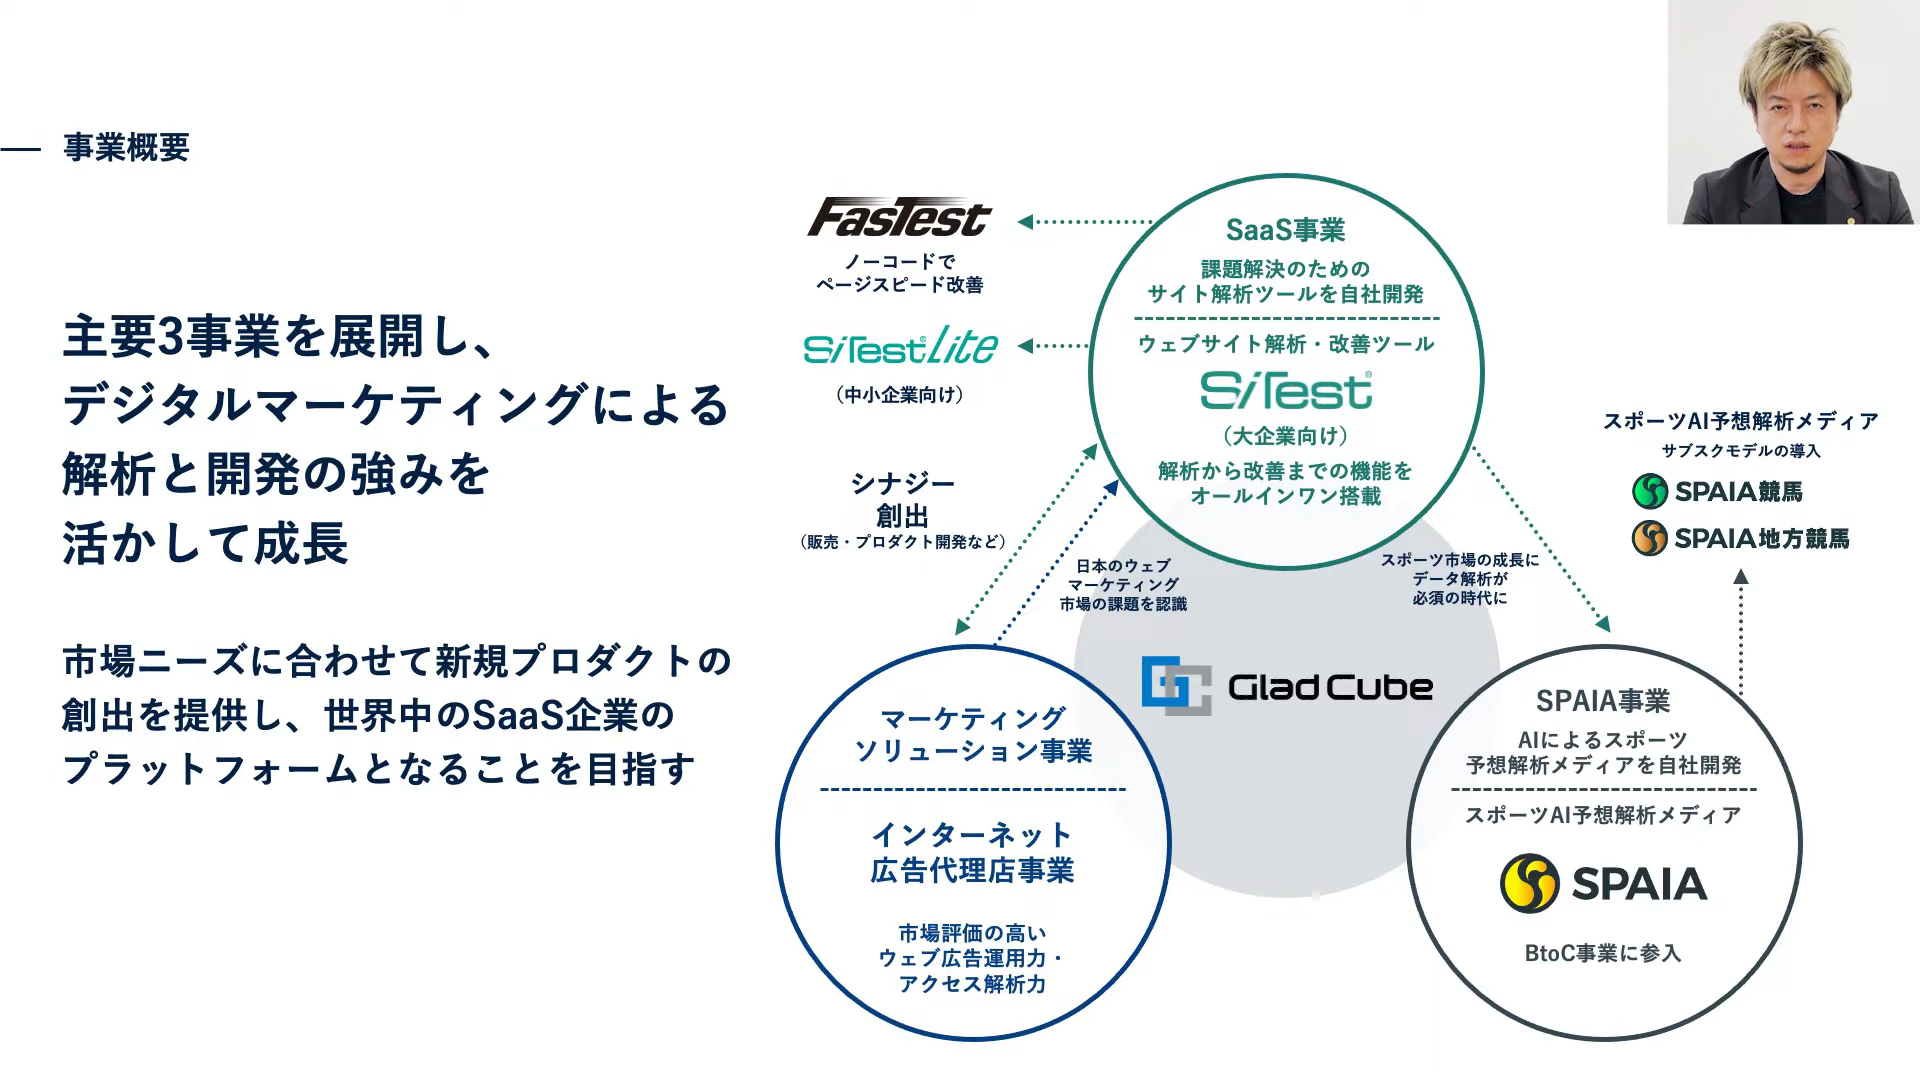 事業概要
主要3事業を展開し、
デジタルマーケティングによる
解析と開発の強みを
活かして成長
市場ニーズに合わせて新規プロダクトの
創出を提供し、世界中のSaaS企業の
プラットフォームとなることを目指す
FasTest
ノーコードで
ページスピード改善
SiTest® Lite
（中小企業向け）
シナジー
創出
（販売・プロダクト開発など）
SaaS事業
課題解決のための
サイト解析ツールを自社開発
ウェブサイト解析・改善ツール
SiTest®
（大企業向け）
解析から改善までの機能を
オールインワン搭載
日本のウェブ
マーケティング
市場の課題を認識
スポーツ市場の成長に
データ解析が
必須の時代に
スポーツAI予想解析メディア
サブスクモデルの導入
SPAIA競馬
SPAIA地方競馬
Glad Cube
マーケティング
ソリューション事業
インターネット
広告代理店事業
市場評価の高い
ウェブ広告運用力・
アクセス解析力
SPAIA事業
AIによるスポーツ
予想解析メディアを自社開発
スポーツAI予想解析メディア
SPAIA
BtoC事業に参入